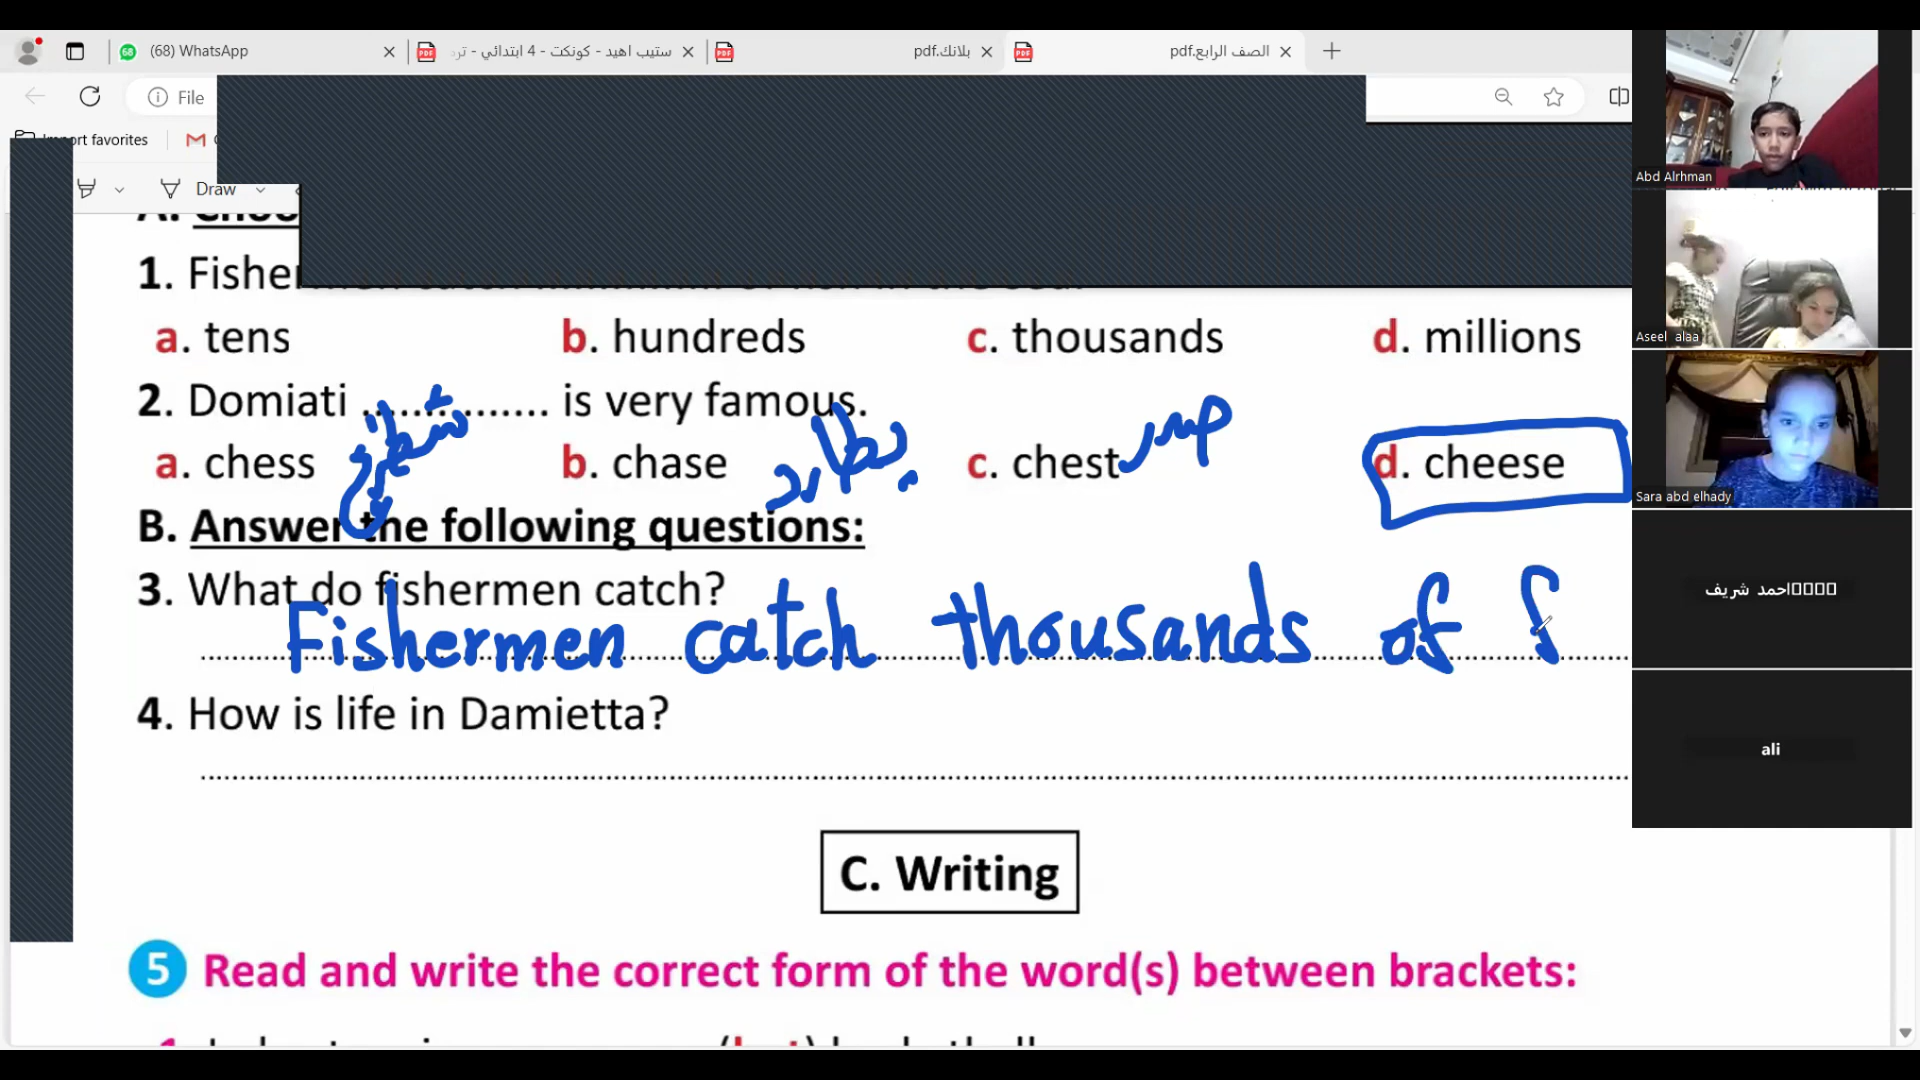 (68) WhatsApp
ستيب اهيد - كونكت - 4 ابتدائي - تر
بلانك.pdf
الصف الرابع.pdf
File
favorites
Draw
1. Fisher
a. tens b. hundreds c. thousands d. millions
2. Domiati .............. is very famous.
شطرنج يطارد صدر
a. chess b. chase c. chest d. cheese
B. Answer the following questions:
3. What do fishermen catch?
Fishermen catch thousands of f
4. How is life in Damietta?
C. Writing
5 Read and write the correct form of the word(s) between brackets:
Abd Alrhman
Aseel alaa
Sara abd elhady
احمد شريف
ali